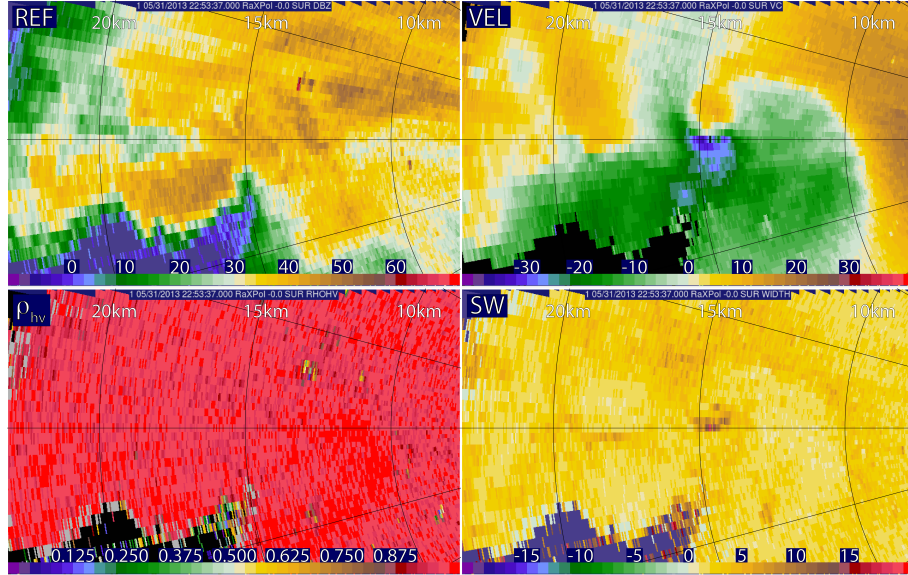 REF
1 05/31/2013 22:53:37.000 RaXPol -0.0 SUR DBZ
20km
15km
10km
0 10 20 30 40 50 60
VEL
1 05/31/2013 22:53:37.000 RaXPol -0.0 SUR VC
20km
15km
10km
-30 -20 -10 0 10 20 30
ρhv
1 05/31/2013 22:53:37.000 RaXPol -0.0 SUR RHOHV
20km
15km
10km
0.125 0.250 0.375 0.500 0.625 0.750 0.875
SW
1 05/31/2013 22:53:37.000 RaXPol -0.0 SUR WIDTH
20km
15km
10km
-15 -10 -5 0 5 10 15